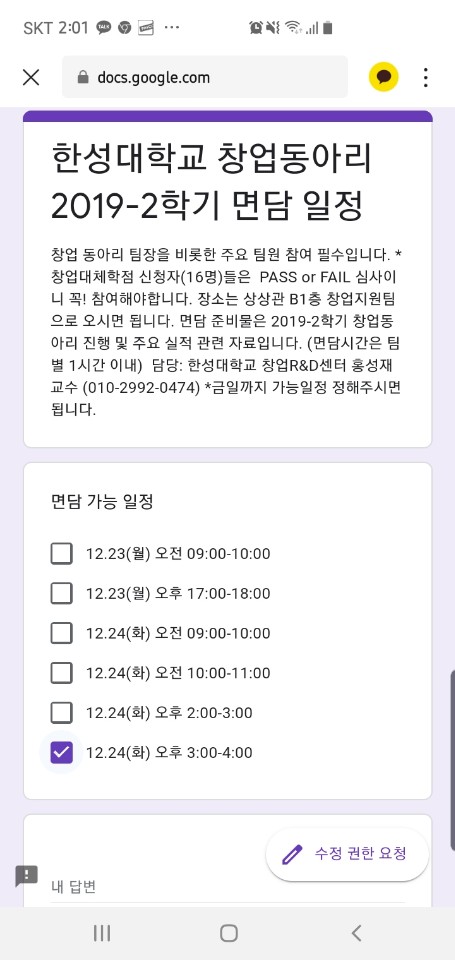 SKT 2:01
docs.google.com
한성대학교 창업동아리
2019-2학기 면담 일정
창업 동아리 팀장을 비롯한 주요 팀원 참여 필수입니다. *
창업대체학점 신청자(16명)들은 PASS or FAIL 심사이
니 꼭! 참여해야합니다. 장소는 상상관 B1층 창업지원팀
으로 오시면 됩니다. 면담 준비물은 2019-2학기 창업동
아리 진행 및 주요 실적 관련 자료입니다. (면담시간은 팀
별 1시간 이내) 담당: 한성대학교 창업R&D센터 홍성재
교수 (010-2992-0474) *금일까지 가능일정 정해주시면
됩니다.
면담 가능 일정
12.23(월) 오전 09:00-10:00
12.23(월) 오후 17:00-18:00
12.24(화) 오전 09:00-10:00
12.24(화) 오전 10:00-11:00
12.24(화) 오후 2:00-3:00
12.24(화) 오후 3:00-4:00
수정 권한 요청
내 답변